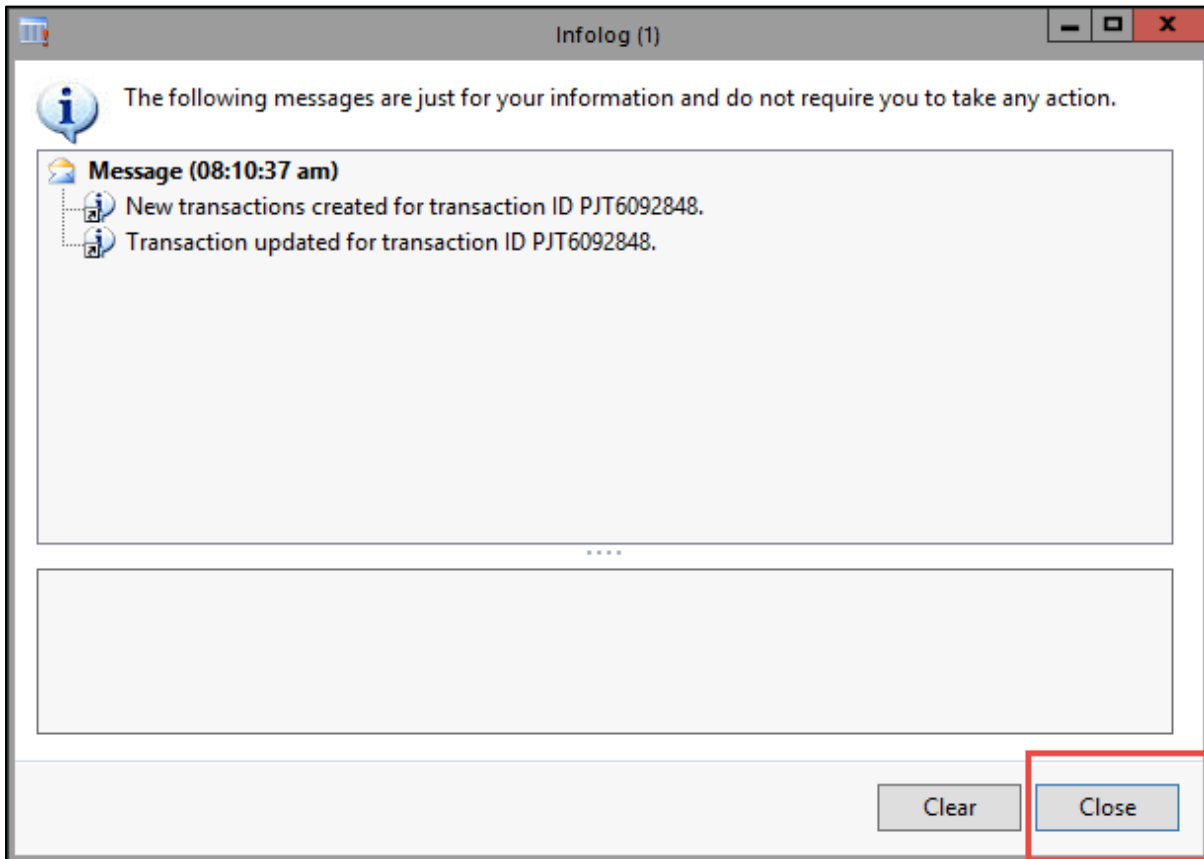 Infolog (1)
The following messages are just for your information and do not require you to take any action.
Message (08:10:37 am)
New transactions created for transaction ID PJT6092848.
Transaction updated for transaction ID PJT6092848.
Clear
Close